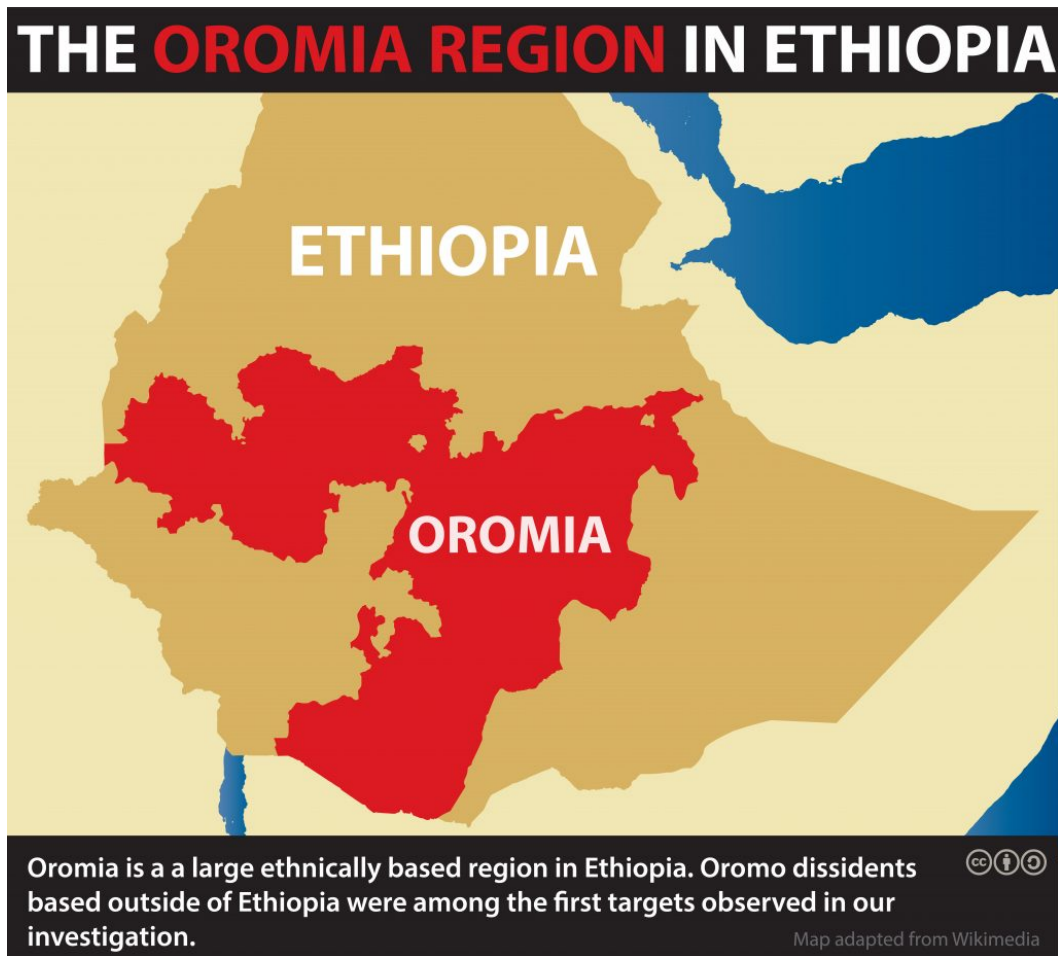 THE OROMIA REGION IN ETHIOPIA
ETHIOPIA
OROMIA
Oromia is a a large ethnically based region in Ethiopia. Oromo dissidents
based outside of Ethiopia were among the first targets observed in our
investigation.
cc
Map adapted from Wikimedia